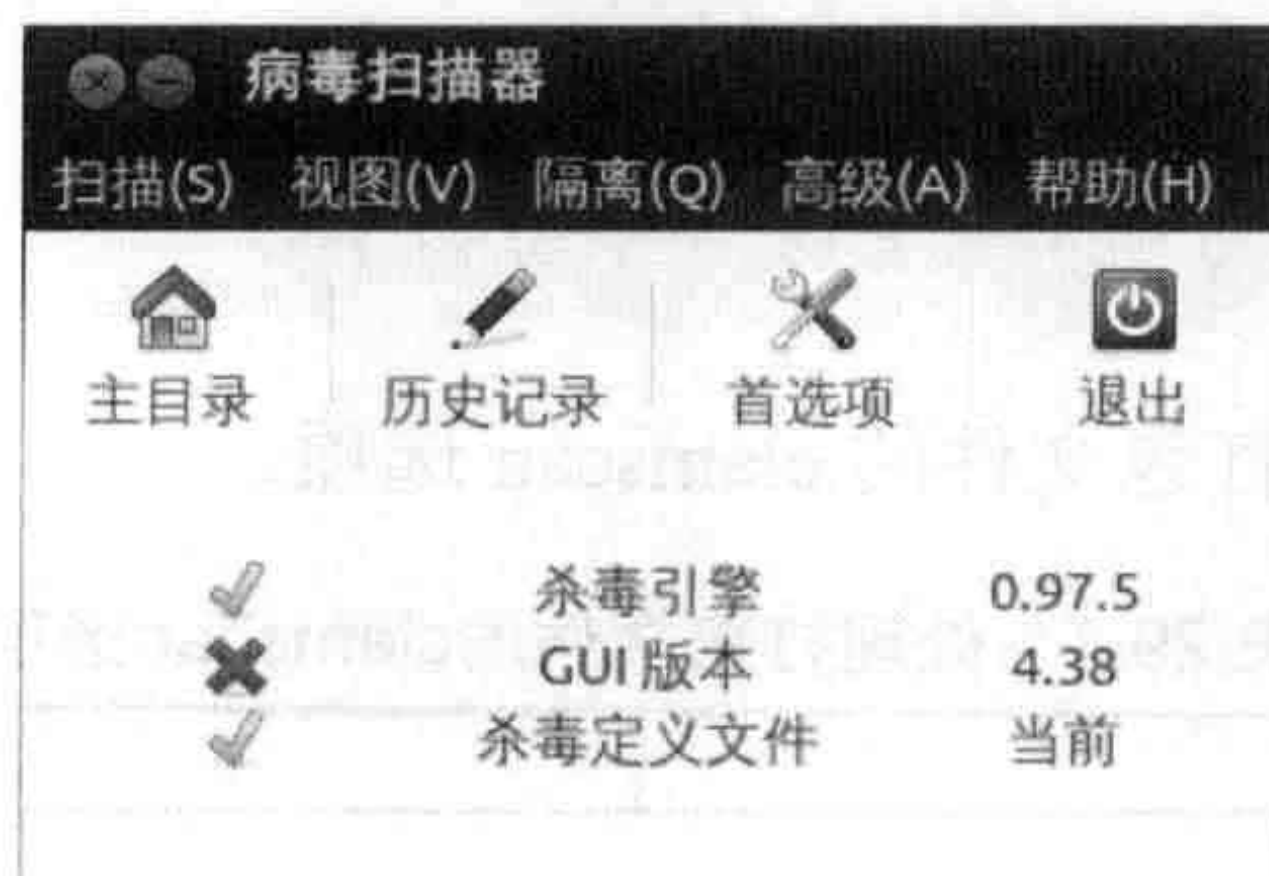 病毒扫描器
扫描(S) 视图(V) 隔离(Q) 高级(A) 帮助(H)
主目录 历史记录 首选项 退出
杀毒引擎 0.97.5
GUI 版本 4.38
杀毒定义文件 当前